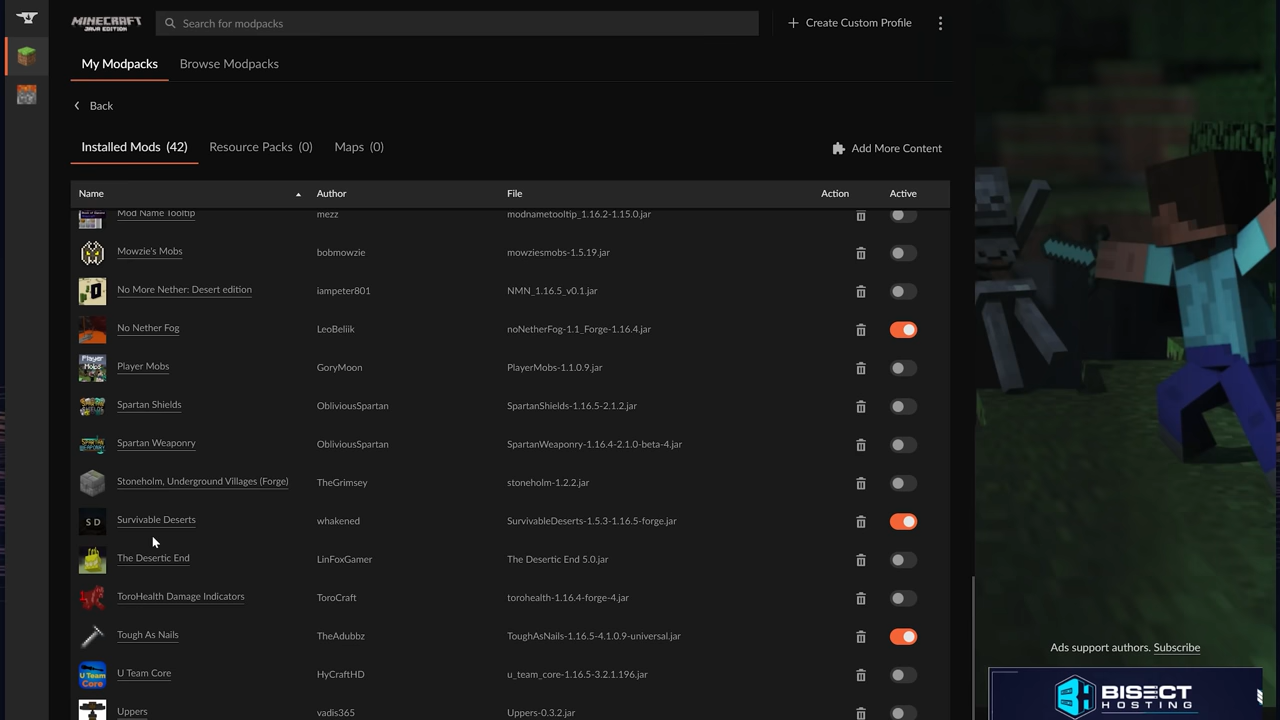 MINECRAFT
JAVA EDITION
Search for modpacks
Create Custom Profile
My Modpacks Browse Modpacks
Back
Installed Mods (42) Resource Packs (0) Maps (0) Add More Content
Name Author File Action Active
Mod Name Tooltip mezz modnametooltip_1.16.2-1.15.0.jar
Mowzie's Mobs bobmowzie mowziesmobs-1.5.19.jar
No More Nether: Desert edition iampeter801 NMN_1.16.5_v0.1.jar
No Nether Fog LeoBeliik noNetherFog-1.1_Forge-1.16.4.jar
Player Mobs GoryMoon PlayerMobs-1.1.0.9.jar
Spartan Shields ObliviousSpartan SpartanShields-1.16.5-2.1.2.jar
Spartan Weaponry ObliviousSpartan SpartanWeaponry-1.16.4-2.1.0-beta-4.jar
Stoneholm, Underground Villages (Forge) TheGrimsey stoneholm-1.2.2.jar
SD Survivable Deserts whakened SurvivableDeserts-1.5.3-1.16.5-forge.jar
The Desertic End LinFoxGamer The Desertic End 5.0.jar
ToroHealth Damage Indicators ToroCraft torohealth-1.16.4-forge-4.jar
Tough As Nails TheAdubbz ToughAsNails-1.16.5-4.1.0.9-universal.jar
U Team Core U Team Core HyCraftHD u_team_core-1.16.5-3.2.1.196.jar
Uppers vadis365 Uppers-0.3.2.jar
Ads support authors. Subscribe
BISECT
HOSTING